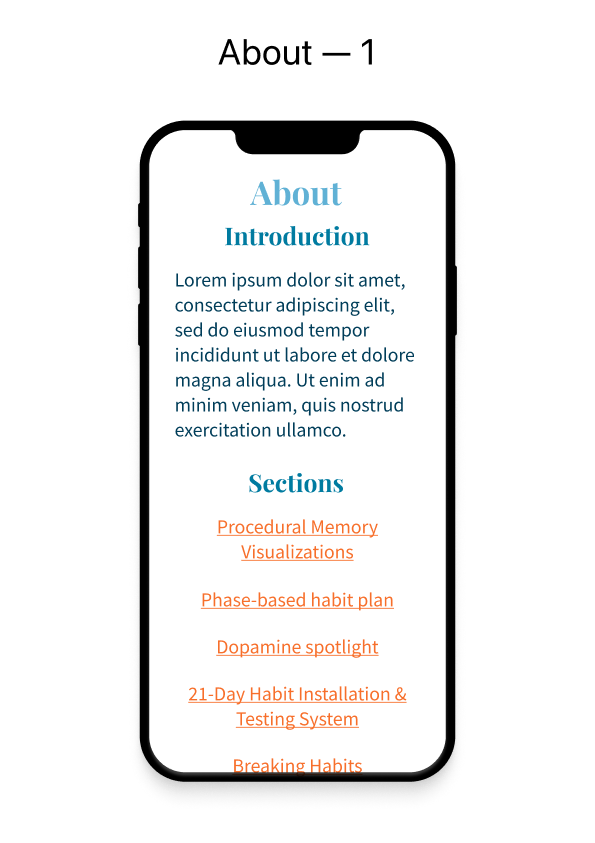 About — 1
About
Introduction
Lorem ipsum dolor sit amet,
consectetur adipiscing elit,
sed do eiusmod tempor
incididunt ut labore et dolore
magna aliqua. Ut enim ad
minim veniam, quis nostrud
exercitation ullamco.
Sections
Procedural Memory
Visualizations
Phase-based habit plan
Dopamine spotlight
21-Day Habit Installation &
Testing System
Breaking Habits